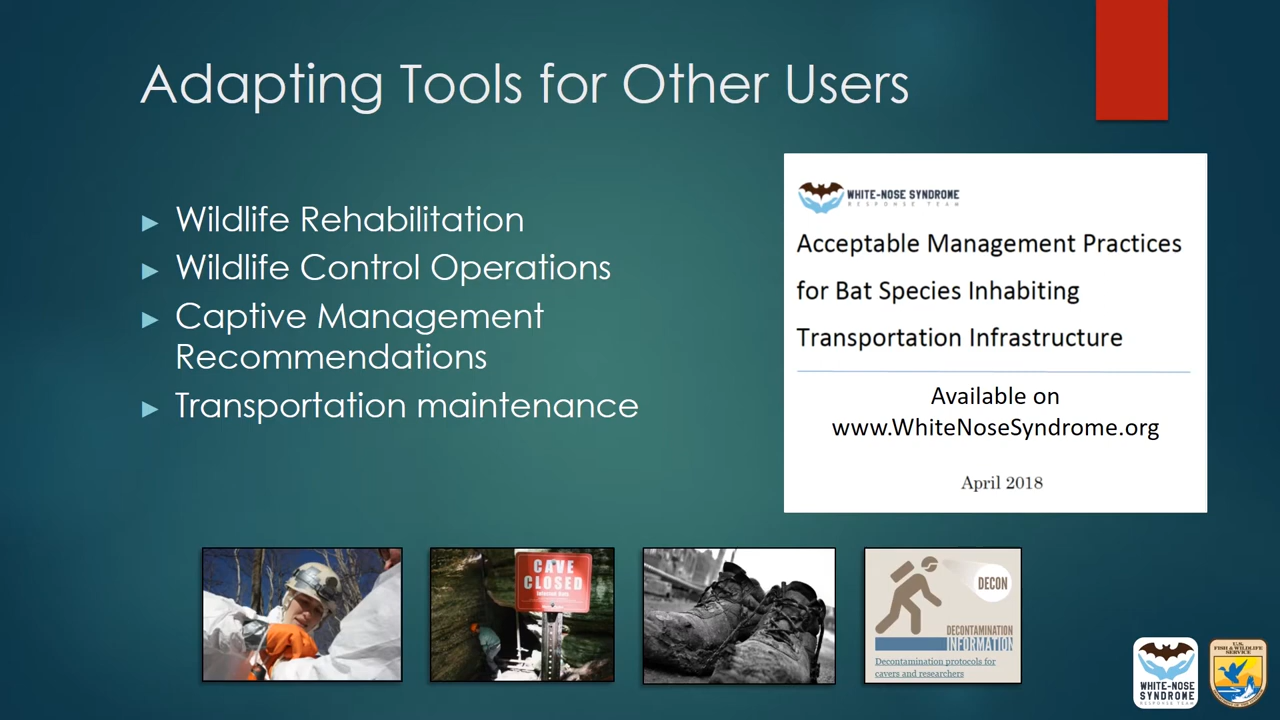 Adapting Tools for Other Users
► Wildlife Rehabilitation
► Wildlife Control Operations
► Captive Management
Recommendations
► Transportation maintenance
WHITE-NOSE SYNDROME
RESPONSE TEAM
Acceptable Management Practices
for Bat Species Inhabiting
Transportation Infrastructure
Available on
www.WhiteNoseSyndrome.org
April 2018
CAVE
CLOSED
DECON
DECONTAMINATION
INFORMATION
Decontamination protocols for
cavers and researchers
WHITE-NOSE
SYNDROME
RESPONSE TEAM
U.S.
FISH & WILDLIFE
SERVICE